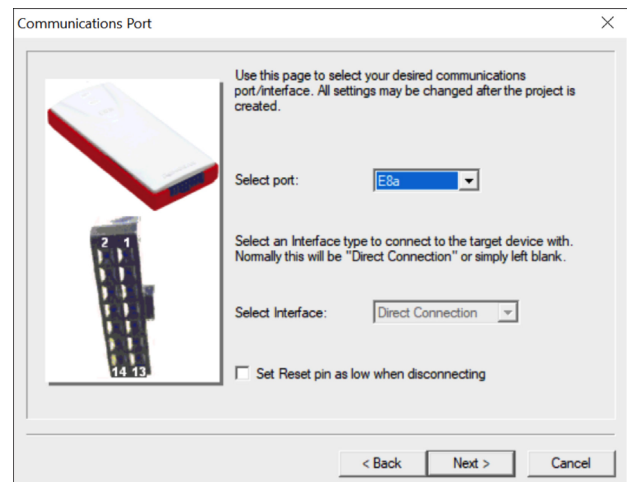 Communications Port
Use this page to select your desired communications
port/interface. All settings may be changed after the project is
created.
Select port:
E8a
Select an Interface type to connect to the target device with.
Normally this will be "Direct Connection" or simply left blank.
Select Interface:
Direct Connection
Set Reset pin as low when disconnecting
2 1
14 13
< Back
Next >
Cancel